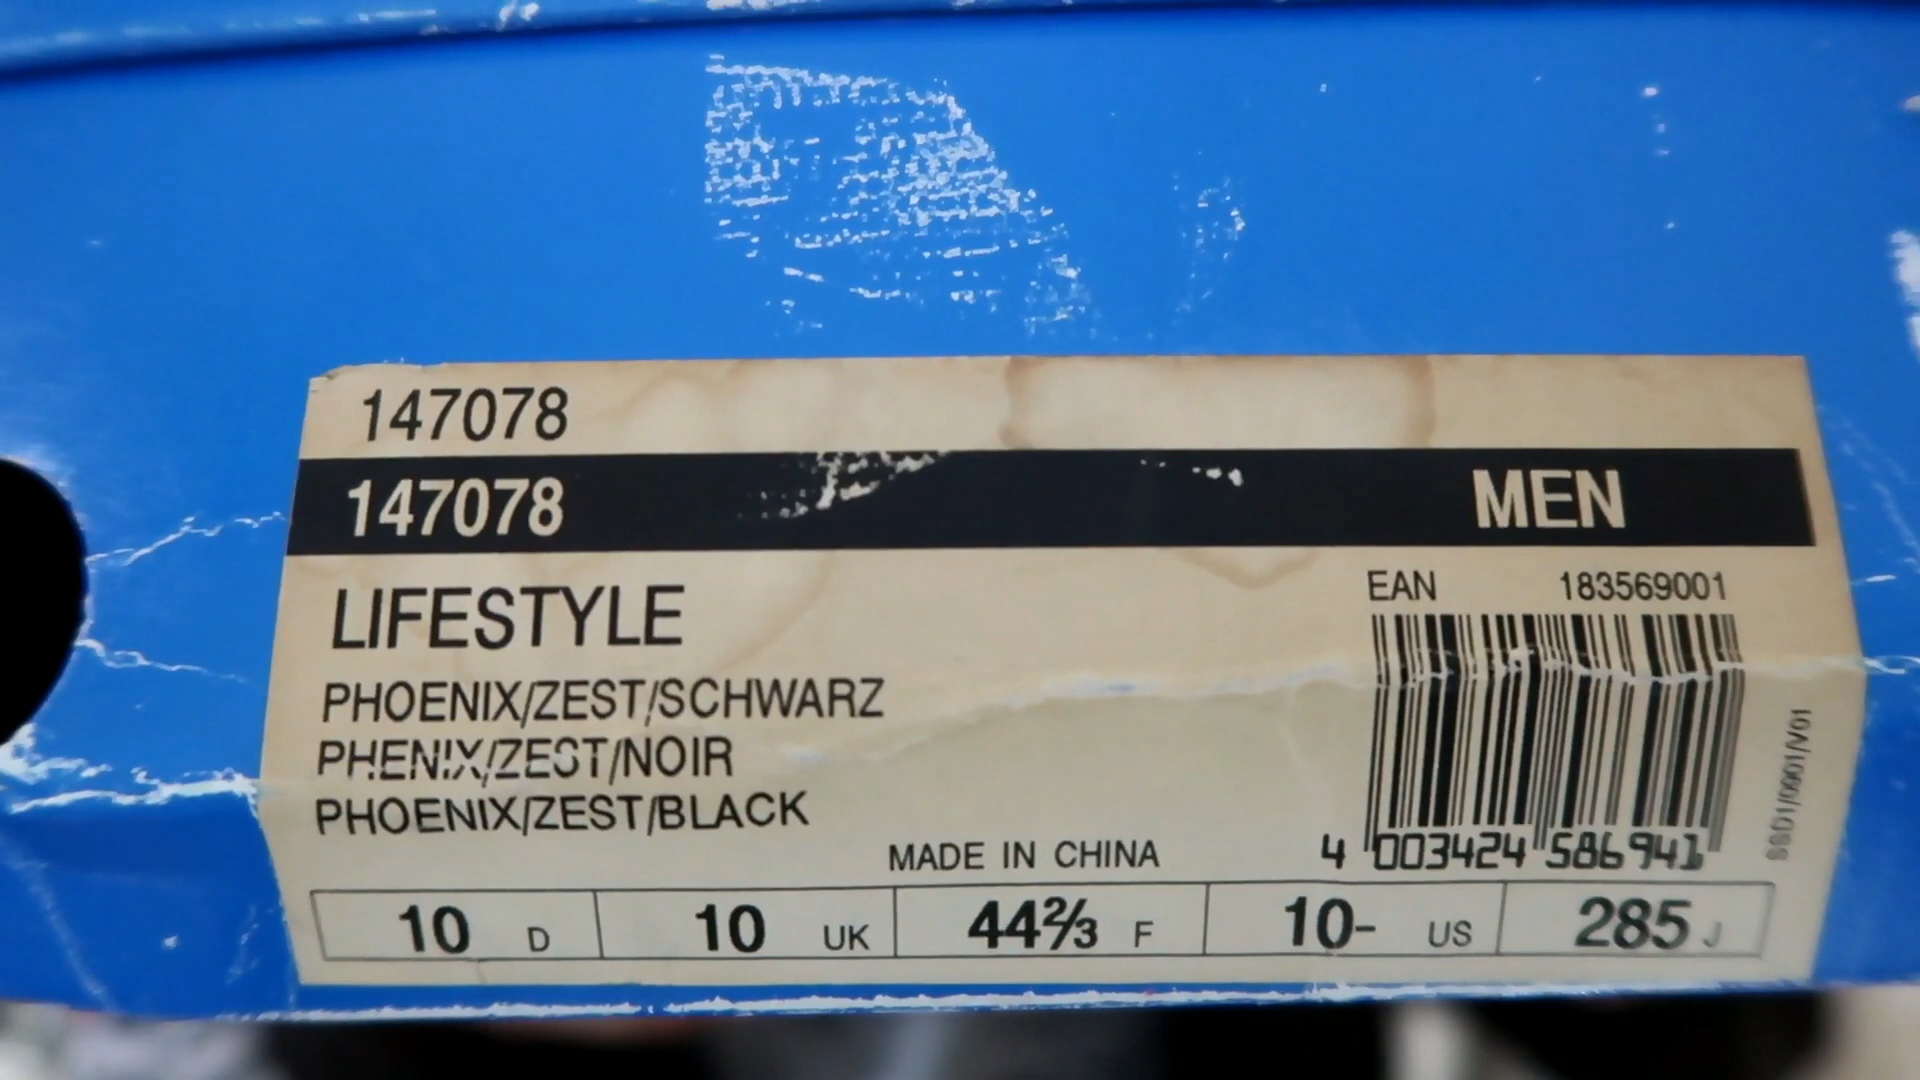 147078
147078 MEN
LIFESTYLE
EAN 183569001
PHOENIX/ZEST/SCHWARZ
PHENIX/ZEST/NOIR
PHOENIX/ZEST/BLACK
MADE IN CHINA
4 003424 586941
10 D 10 UK 44⅔ F 10- US 285 J